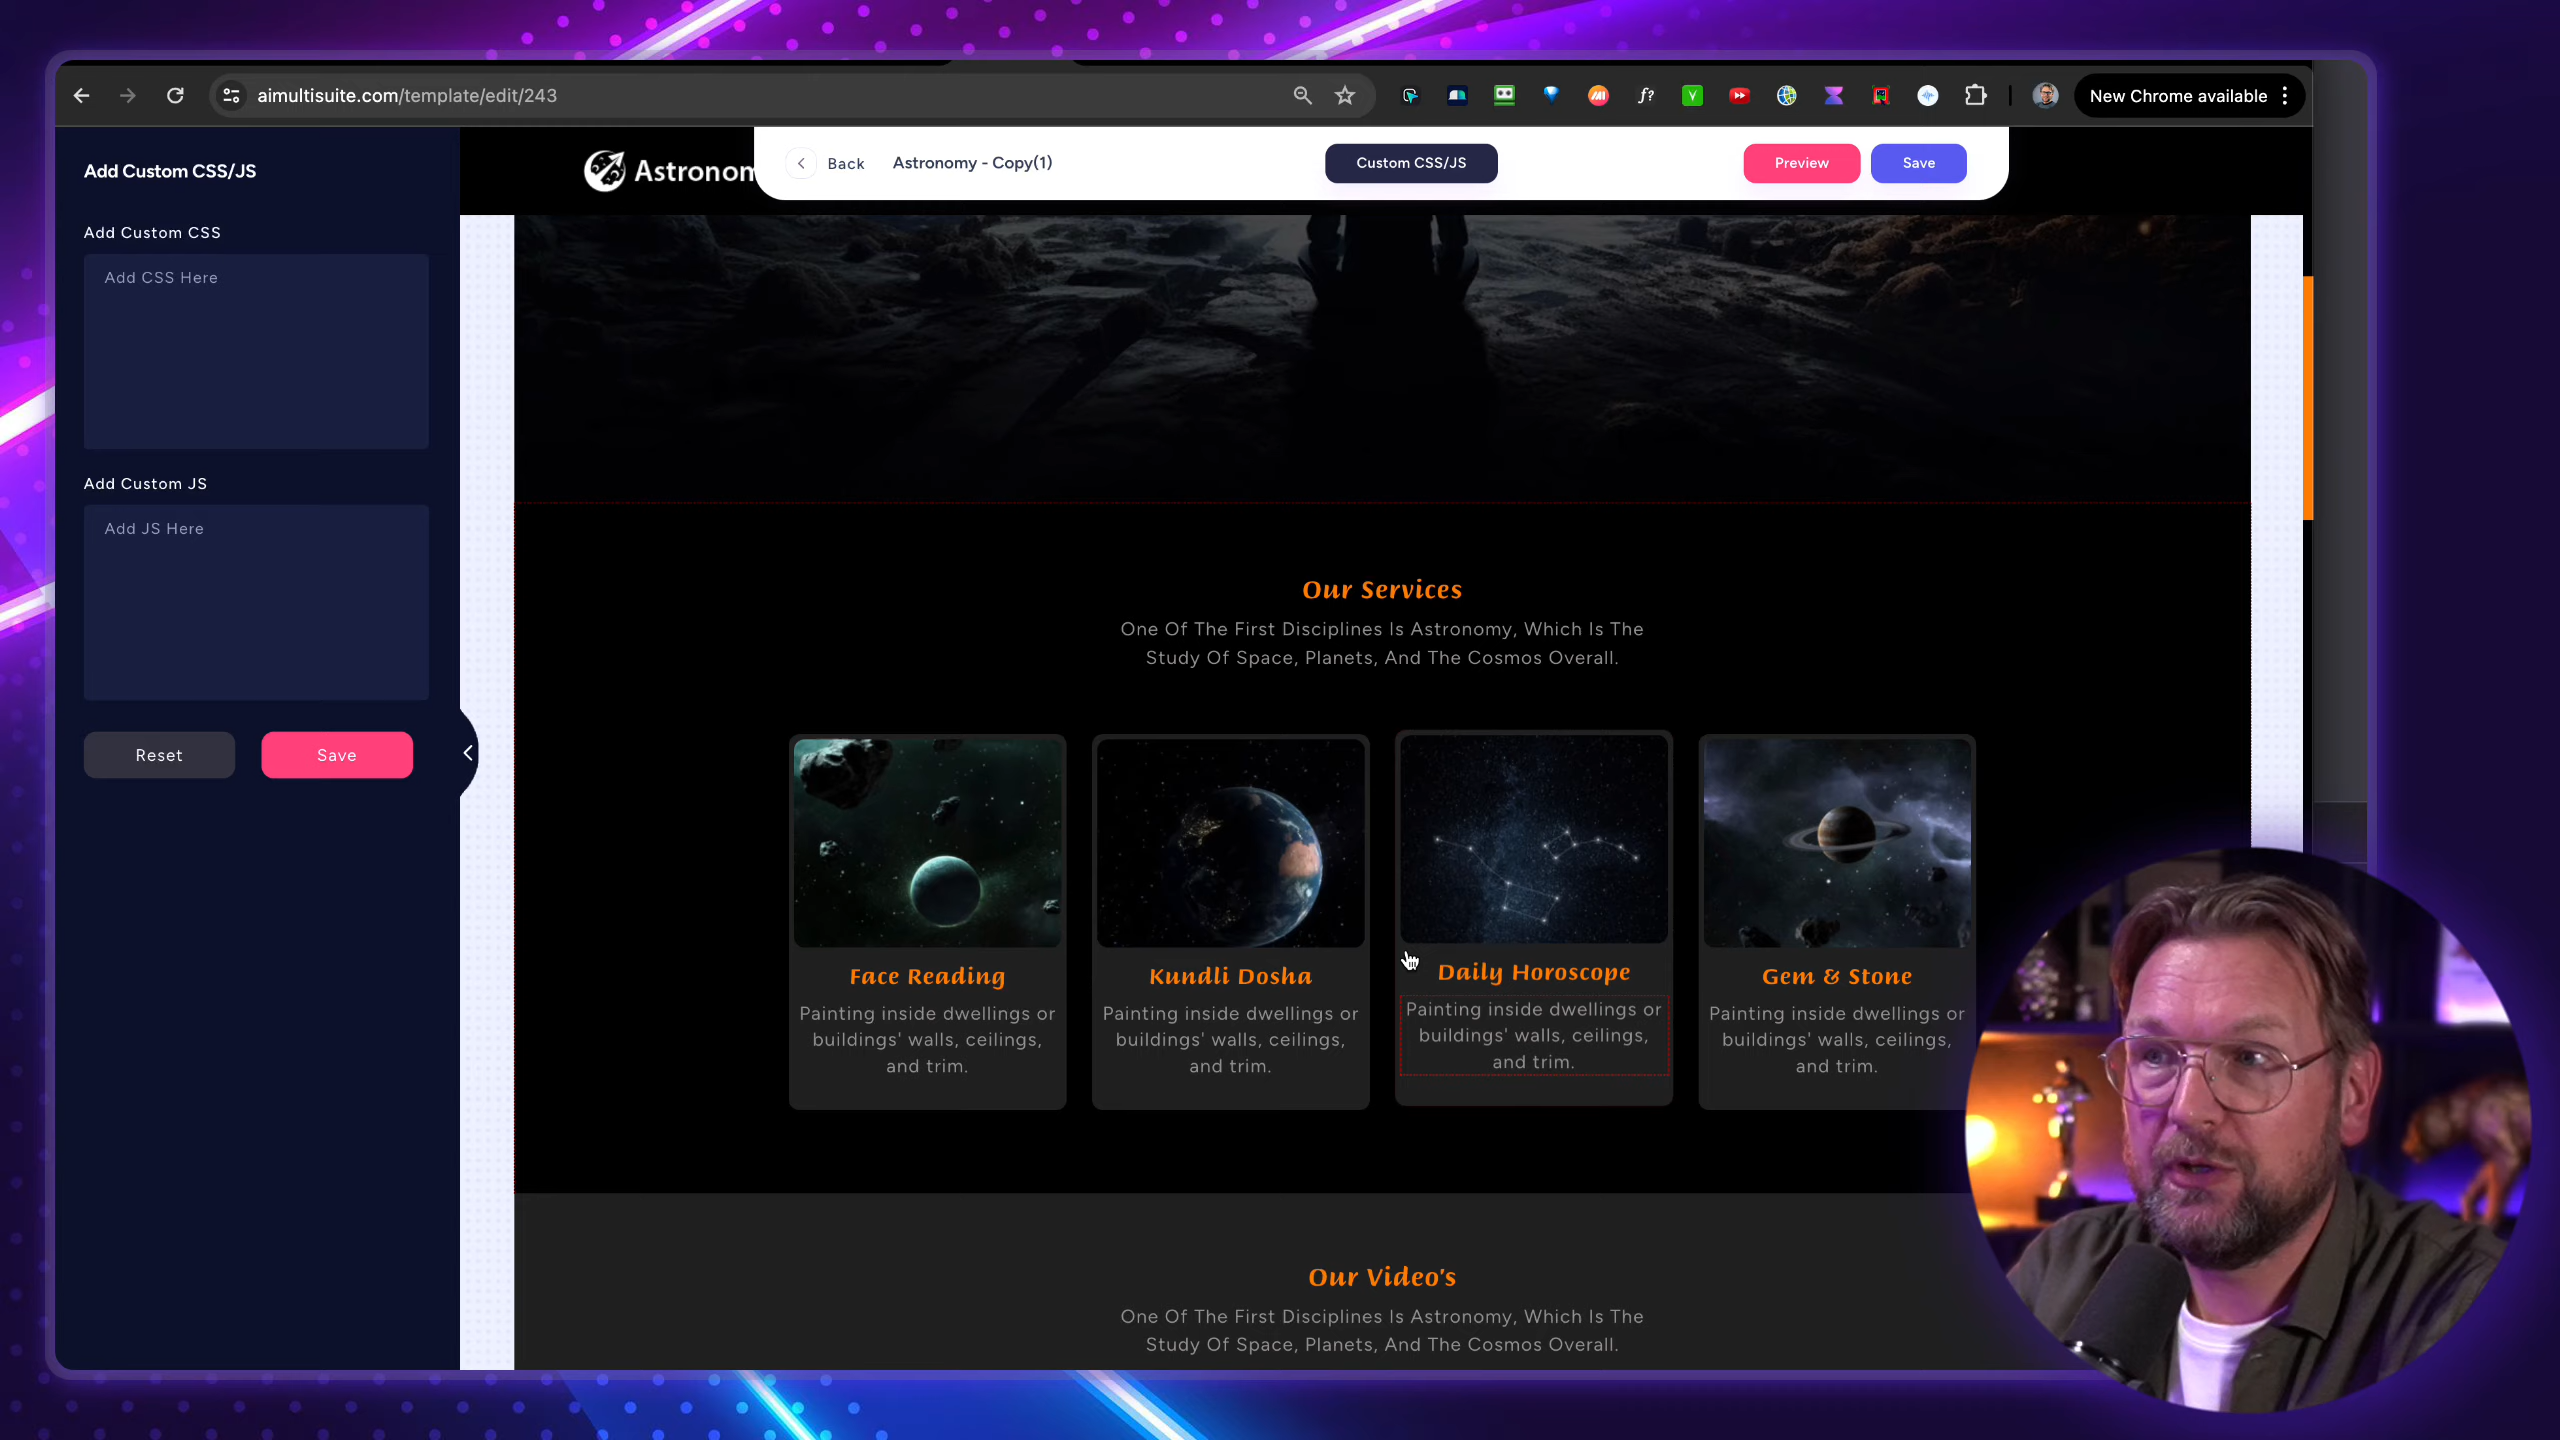 aimultisuite.com/template/edit/243
New Chrome available
Add Custom CSS/JS
Add Custom CSS
Add CSS Here
Add Custom JS
Add JS Here
Reset
Save
Astronom
Back
Astronomy - Copy(1)
Custom CSS/JS
Preview
Save
Our Services
One Of The First Disciplines Is Astronomy, Which Is The
Study Of Space, Planets, And The Cosmos Overall.
Face Reading
Painting inside dwellings or
buildings' walls, ceilings,
and trim.
Kundli Dosha
Painting inside dwellings or
buildings' walls, ceilings,
and trim.
Daily Horoscope
Painting inside dwellings or
buildings' walls, ceilings,
and trim.
Gem & Stone
Painting inside dwellings or
buildings' walls, ceilings,
and trim.
Our Video's
One Of The First Disciplines Is Astronomy, Which Is The
Study Of Space, Planets, And The Cosmos Overall.